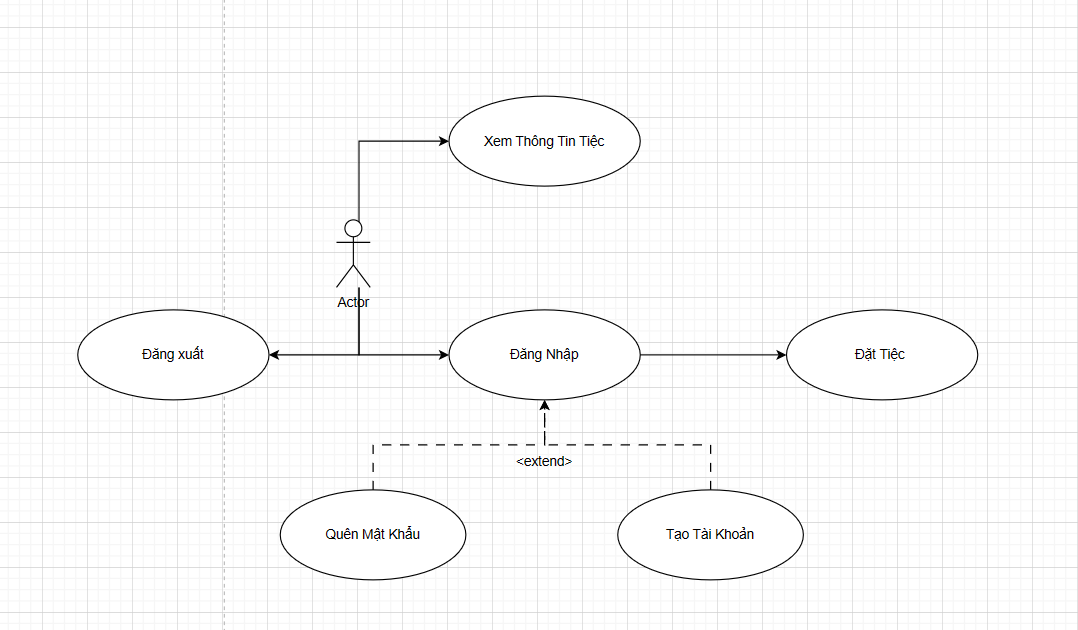 Xem Thông Tin Tiệc
Actor
Đăng xuất
Đăng Nhập
Đặt Tiệc
<extend>
Quên Mật Khẩu
Tạo Tài Khoản